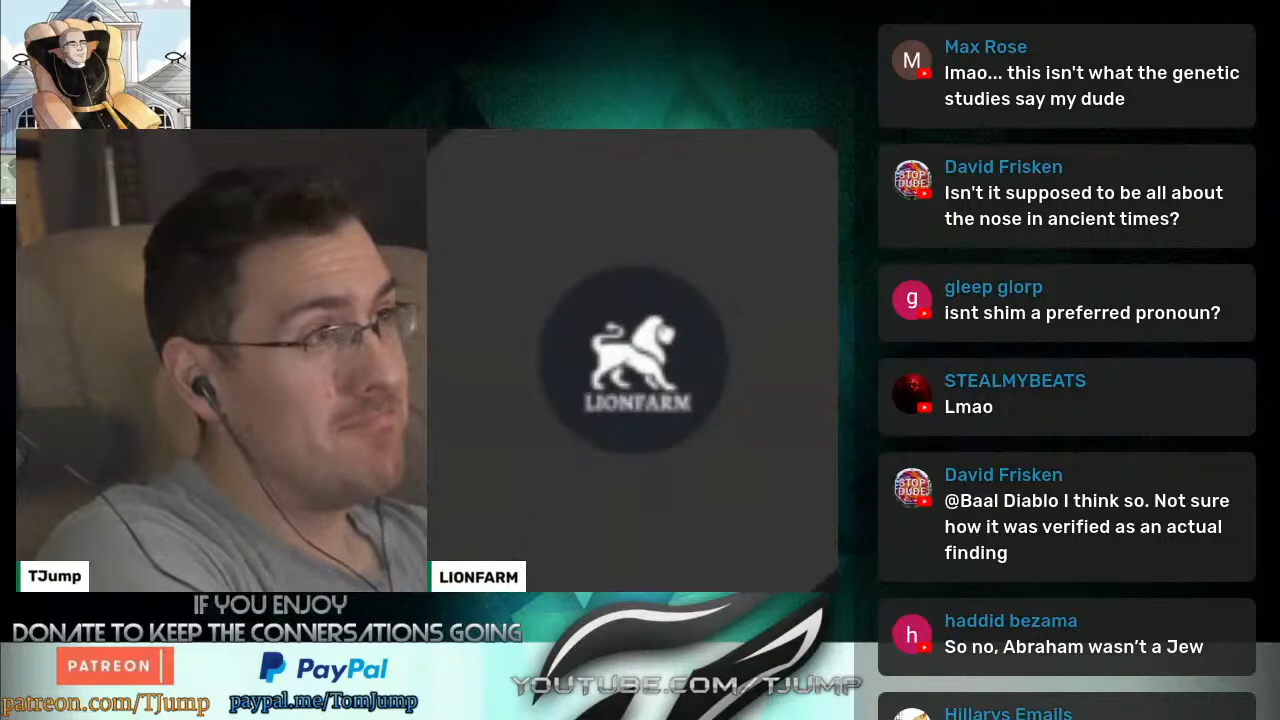 Max Rose
M
lmao... this isn't what the genetic
studies say my dude
David Frisken
STOP
DUDE
Isn't it supposed to be all about
the nose in ancient times?
gleep glorp
g
isnt shim a preferred pronoun?
STEALMYBEATS
Lmao
David Frisken
STOP
DUDE
@Baal Diablo I think so. Not sure
how it was verified as an actual
finding
haddid bezama
h
So no, Abraham wasn’t a Jew
Hillarys Emails
LIONFARM
TJump
LIONFARM
IF YOU ENJOY
DONATE TO KEEP THE CONVERSATIONS GOING
PATREON
PayPal
patreon.com/TJump
paypal.me/TomJump
YOUTUBE.COM/TJUMP